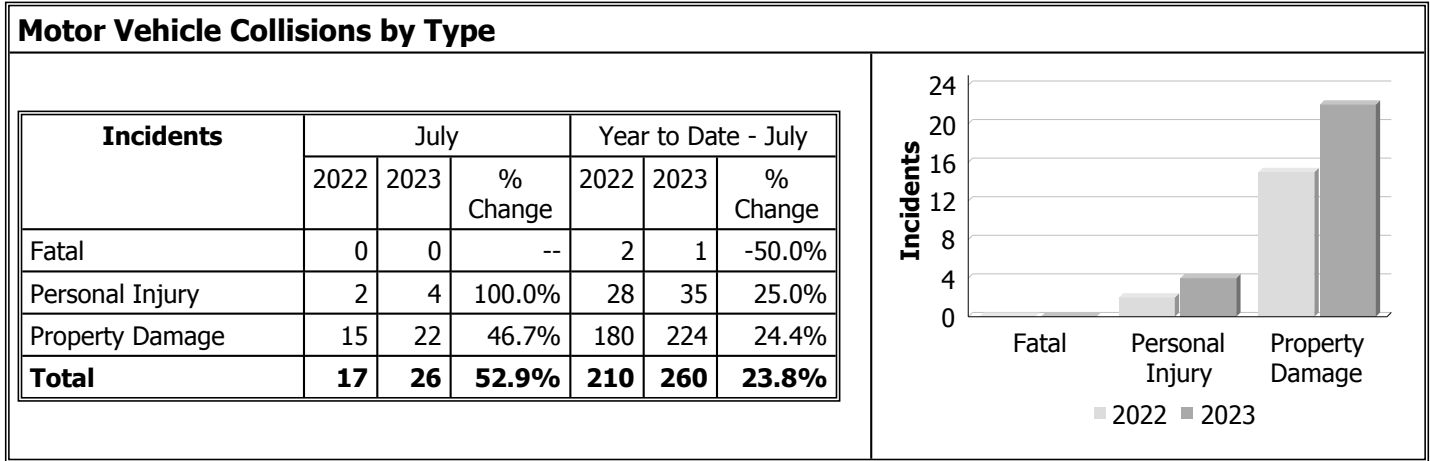 Motor Vehicle Collisions by Type
Incidents July Year to Date - July
2022 2023 % Change 2022 2023 % Change
Fatal 0 0 -- 2 1 -50.0%
Personal Injury 2 4 100.0% 28 35 25.0%
Property Damage 15 22 46.7% 180 224 24.4%
Total 17 26 52.9% 210 260 23.8%
Incidents
24
20
16
12
8
4
0
Fatal Personal Property
Injury Damage
2022 2023